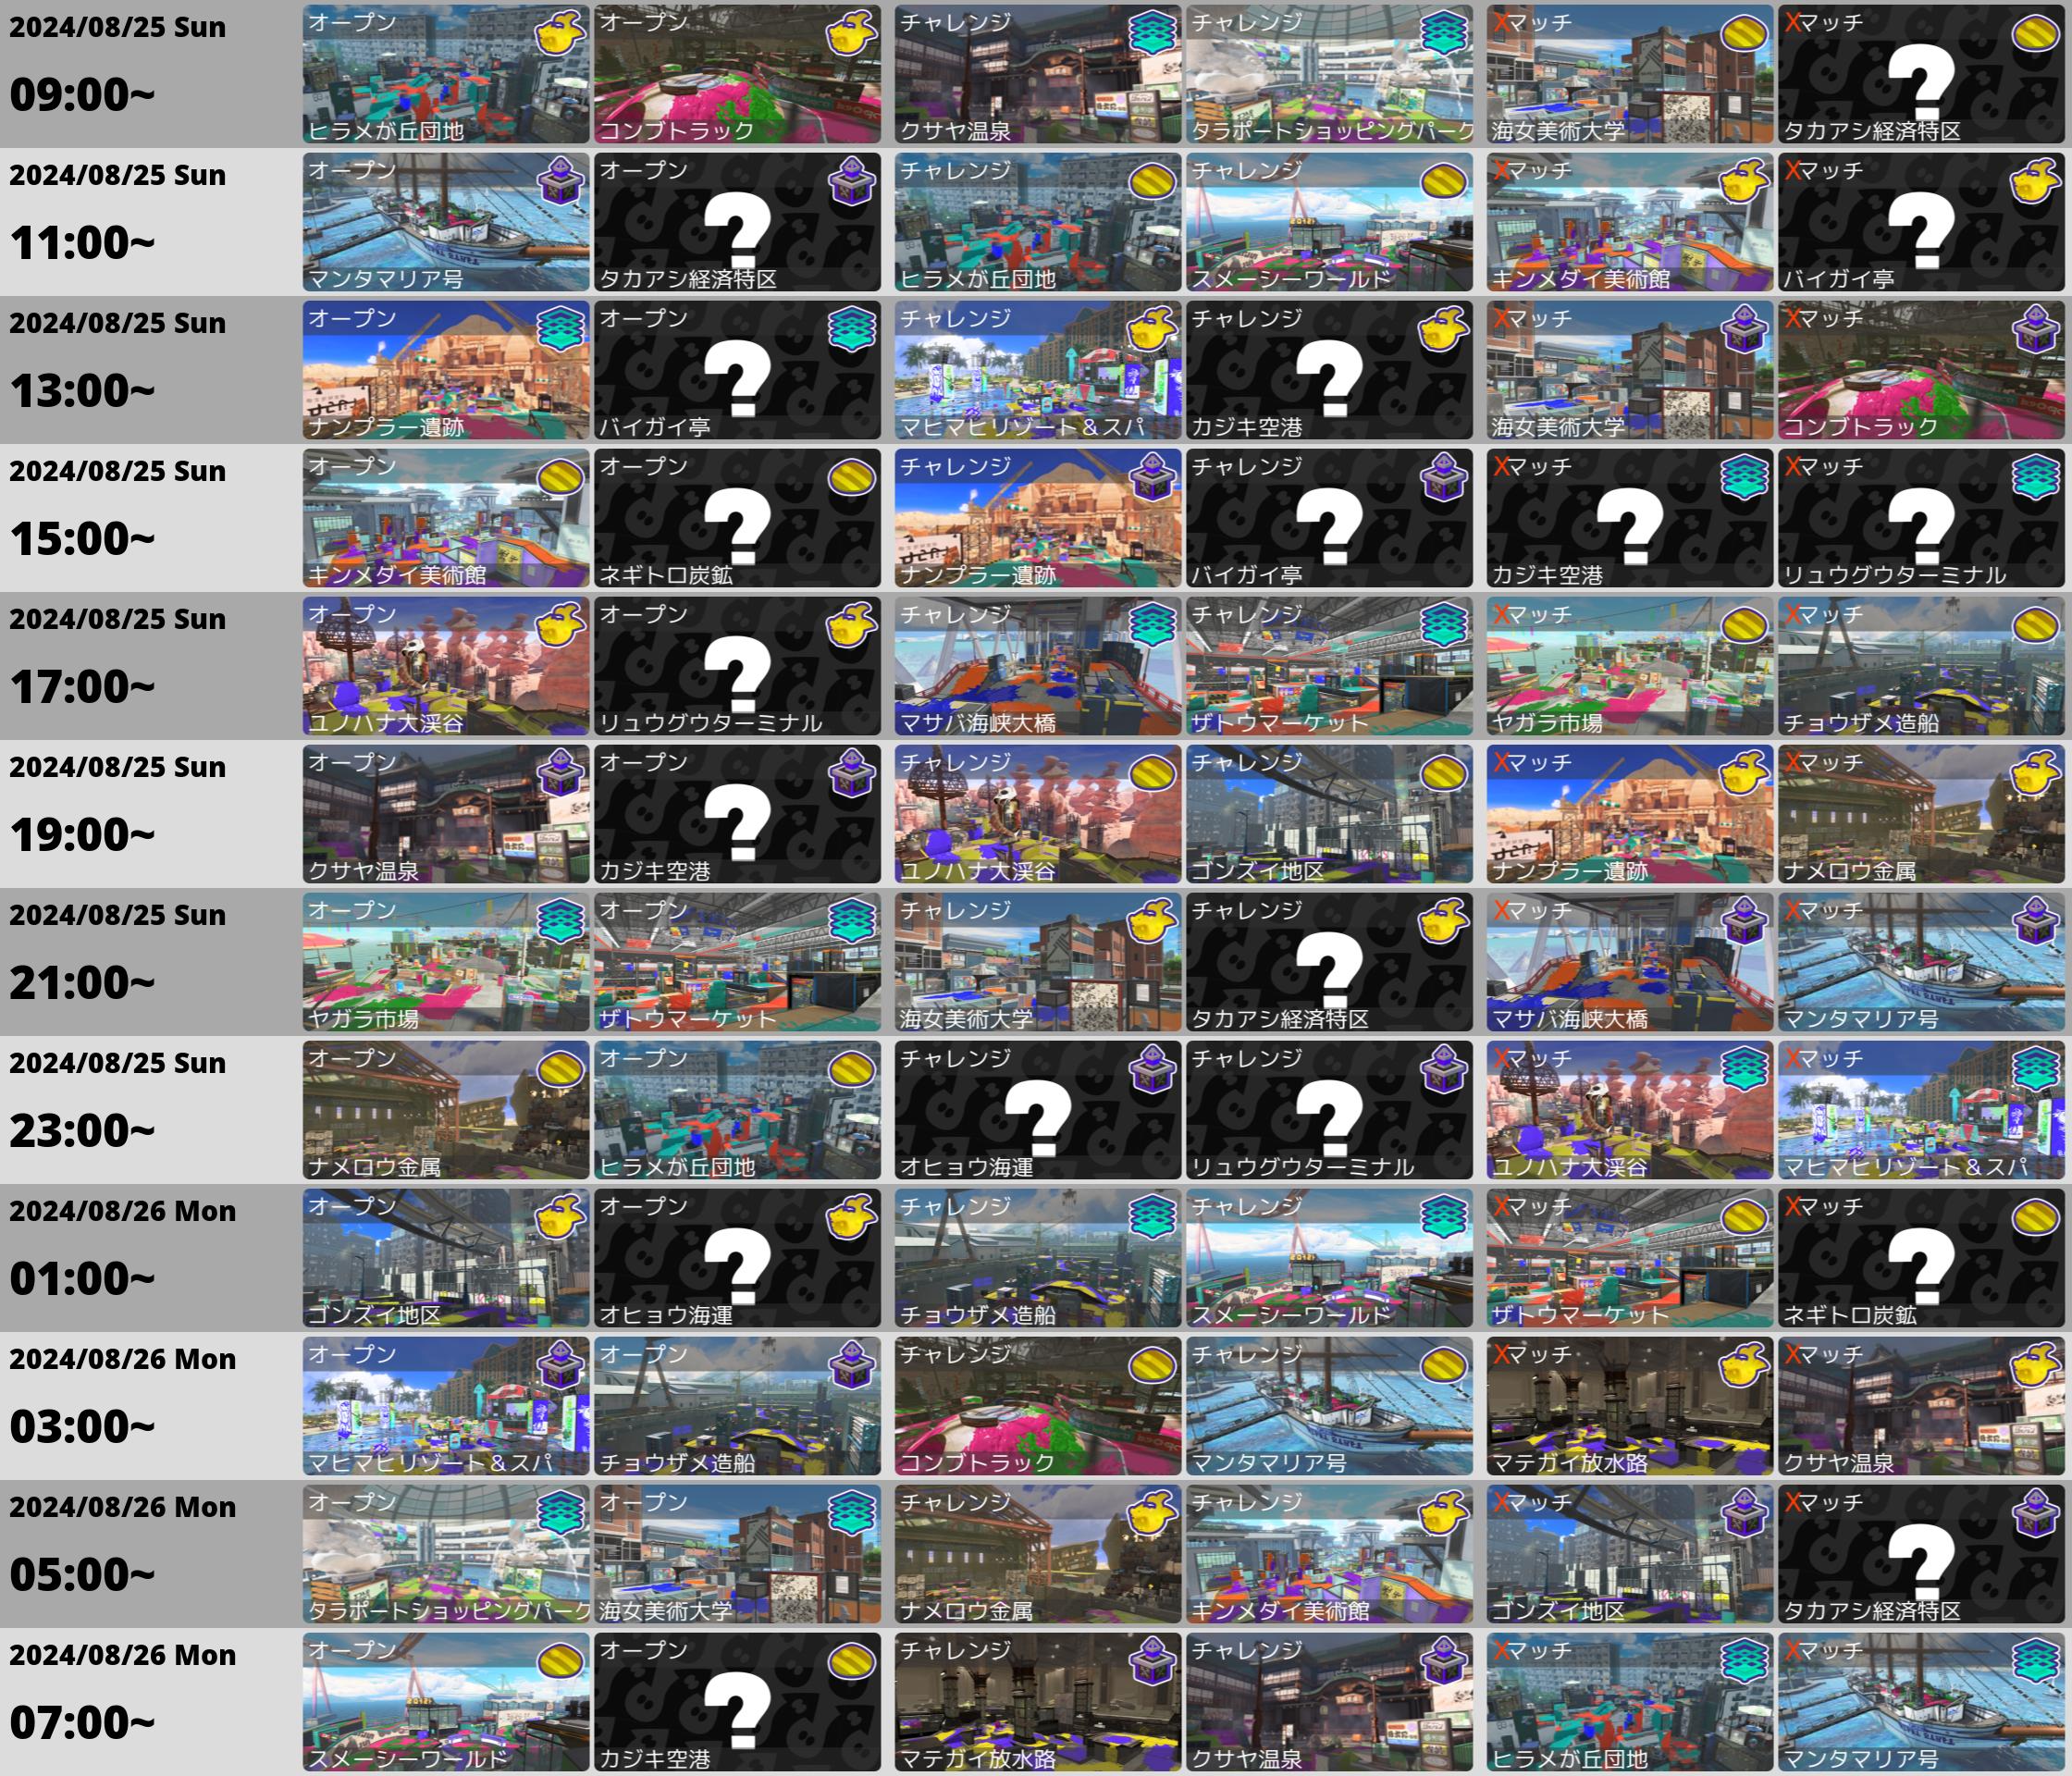 2024/08/25 Sun
09:00~
オープン
ヒラメが丘団地
オープン
コンブトラック
チャレンジ
クサヤ温泉
チャレンジ
タラポートショッピングパーク
Xマッチ
海女美術大学
Xマッチ
タカアシ経済特区
2024/08/25 Sun
11:00~
オープン
マンタマリア号
オープン
タカアシ経済特区
チャレンジ
ヒラメが丘団地
チャレンジ
スメーシーワールド
Xマッチ
キンメダイ美術館
Xマッチ
バイガイ亭
2024/08/25 Sun
13:00~
オープン
ナンプラー遺跡
オープン
バイガイ亭
チャレンジ
マヒマヒリゾート＆スパ
チャレンジ
カジキ空港
Xマッチ
海女美術大学
Xマッチ
コンブトラック
2024/08/25 Sun
15:00~
オープン
キンメダイ美術館
オープン
ネギトロ炭鉱
チャレンジ
ナンプラー遺跡
チャレンジ
バイガイ亭
Xマッチ
カジキ空港
Xマッチ
リュウグウターミナル
2024/08/25 Sun
17:00~
オープン
ユノハナ大渓谷
オープン
リュウグウターミナル
チャレンジ
マサバ海峡大橋
チャレンジ
ザトウマーケット
Xマッチ
ヤガラ市場
Xマッチ
チョウザメ造船
2024/08/25 Sun
19:00~
オープン
クサヤ温泉
オープン
カジキ空港
チャレンジ
ユノハナ大渓谷
チャレンジ
ゴンズイ地区
Xマッチ
ナンプラー遺跡
Xマッチ
ナメロウ金属
2024/08/25 Sun
21:00~
オープン
ヤガラ市場
オープン
ザトウマーケット
チャレンジ
海女美術大学
チャレンジ
タカアシ経済特区
Xマッチ
マサバ海峡大橋
Xマッチ
マンタマリア号
2024/08/25 Sun
23:00~
オープン
ナメロウ金属
オープン
ヒラメが丘団地
チャレンジ
オヒョウ海運
チャレンジ
リュウグウターミナル
Xマッチ
ユノハナ大渓谷
Xマッチ
マヒマヒリゾート＆スパ
2024/08/26 Mon
01:00~
オープン
ゴンズイ地区
オープン
オヒョウ海運
チャレンジ
チョウザメ造船
チャレンジ
スメーシーワールド
Xマッチ
ザトウマーケット
Xマッチ
ネギトロ炭鉱
2024/08/26 Mon
03:00~
オープン
マヒマヒリゾート＆スパ
オープン
チョウザメ造船
チャレンジ
コンブトラック
チャレンジ
マンタマリア号
Xマッチ
マテガイ放水路
Xマッチ
クサヤ温泉
2024/08/26 Mon
05:00~
オープン
タラポートショッピングパーク
オープン
海女美術大学
チャレンジ
ナメロウ金属
チャレンジ
キンメダイ美術館
Xマッチ
ゴンズイ地区
Xマッチ
タカアシ経済特区
2024/08/26 Mon
07:00~
オープン
スメーシーワールド
オープン
カジキ空港
チャレンジ
マテガイ放水路
チャレンジ
クサヤ温泉
Xマッチ
ヒラメが丘団地
Xマッチ
マンタマリア号